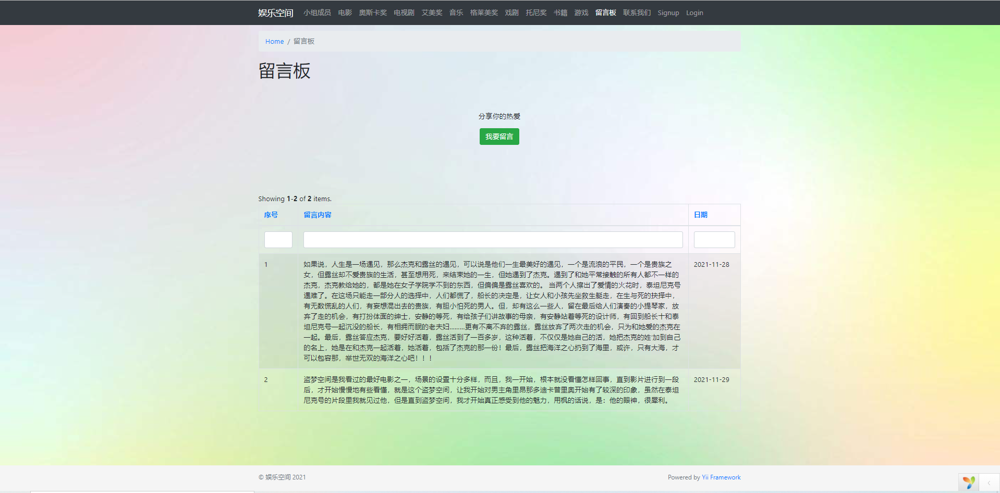 娱乐空间 小组成员 电影 奥斯卡奖 电视剧 艾美奖 音乐 格莱美奖 戏剧 托尼奖 书籍 游戏 留言板 联系我们 Signup Login
Home / 留言板
留言板
分享你的热爱
我要留言
Showing 1-2 of 2 items.
序号 留言内容 日期
1 如果说，人生是一场遇见，那么杰克和露丝的遇见，可以说是他们一生最美好的遇见，一个是流浪的平民，一个是贵族之 2021-11-28
女，但露丝却不爱贵族的生活，甚至想用死，来结束她的一生，但她遇到了杰克。遇到了和她平常接触的所有人都不一样的
杰克，杰克教给她的，都是她在女子学院学不到的东西，但偏偏是露丝喜欢的。 当两个人擦出了爱情的火花时，泰坦尼克号
遇难了。在这场只能走一部分人的选择中，人们都慌了，船长的决定是，让女人和小孩先坐救生艇走，在生与死的抉择中，
有无数慌乱的人们，有妄想混出去的贵族，有胆小怕死的男人。但，却有这么一些人，留在最后给人们演奏的小提琴家，放
弃了走的机会，有打扮体面的绅士，安静的等死，有给孩子们讲故事的母亲，有安静站着等死的设计师，有回到船长十和泰
坦尼克号一起沉没的船长，有相拥而眠的老夫妇………更有不离不弃的露丝，露丝放弃了两次走的机会，只为和她爱的杰克在
一起。最后，露丝答应杰克，要好好活着，露丝活到了一百多岁，这种活着，不仅仅是她自己的活，她把杰克的姓'加到自己
的名上，她是在和杰克一起活着，她活着，包括了杰克的那一份！最后，露丝把海洋之心扔到了海里，或许，只有大海，才
可以包容那，举世无双的海洋之心吧！！！
2 盗梦空间是我看过的最好电影之一，场景的设置十分多样，而且，我一开始，根本就没看懂怎样回事，直到影片进行到一段 2021-11-29
后，才开始慢慢地有些看懂，就是这个盗梦空间，让我开始对男主角里昂那多迪卡普里奥开始有了较深的印象，虽然在泰坦
尼克号的片段里我就见过他，但是直到盗梦空间，我才开始真正感受到他的魅力，用枫的话说，是：他的眼神，很犀利。
© 娱乐空间 2021 Powered by Yii Framework